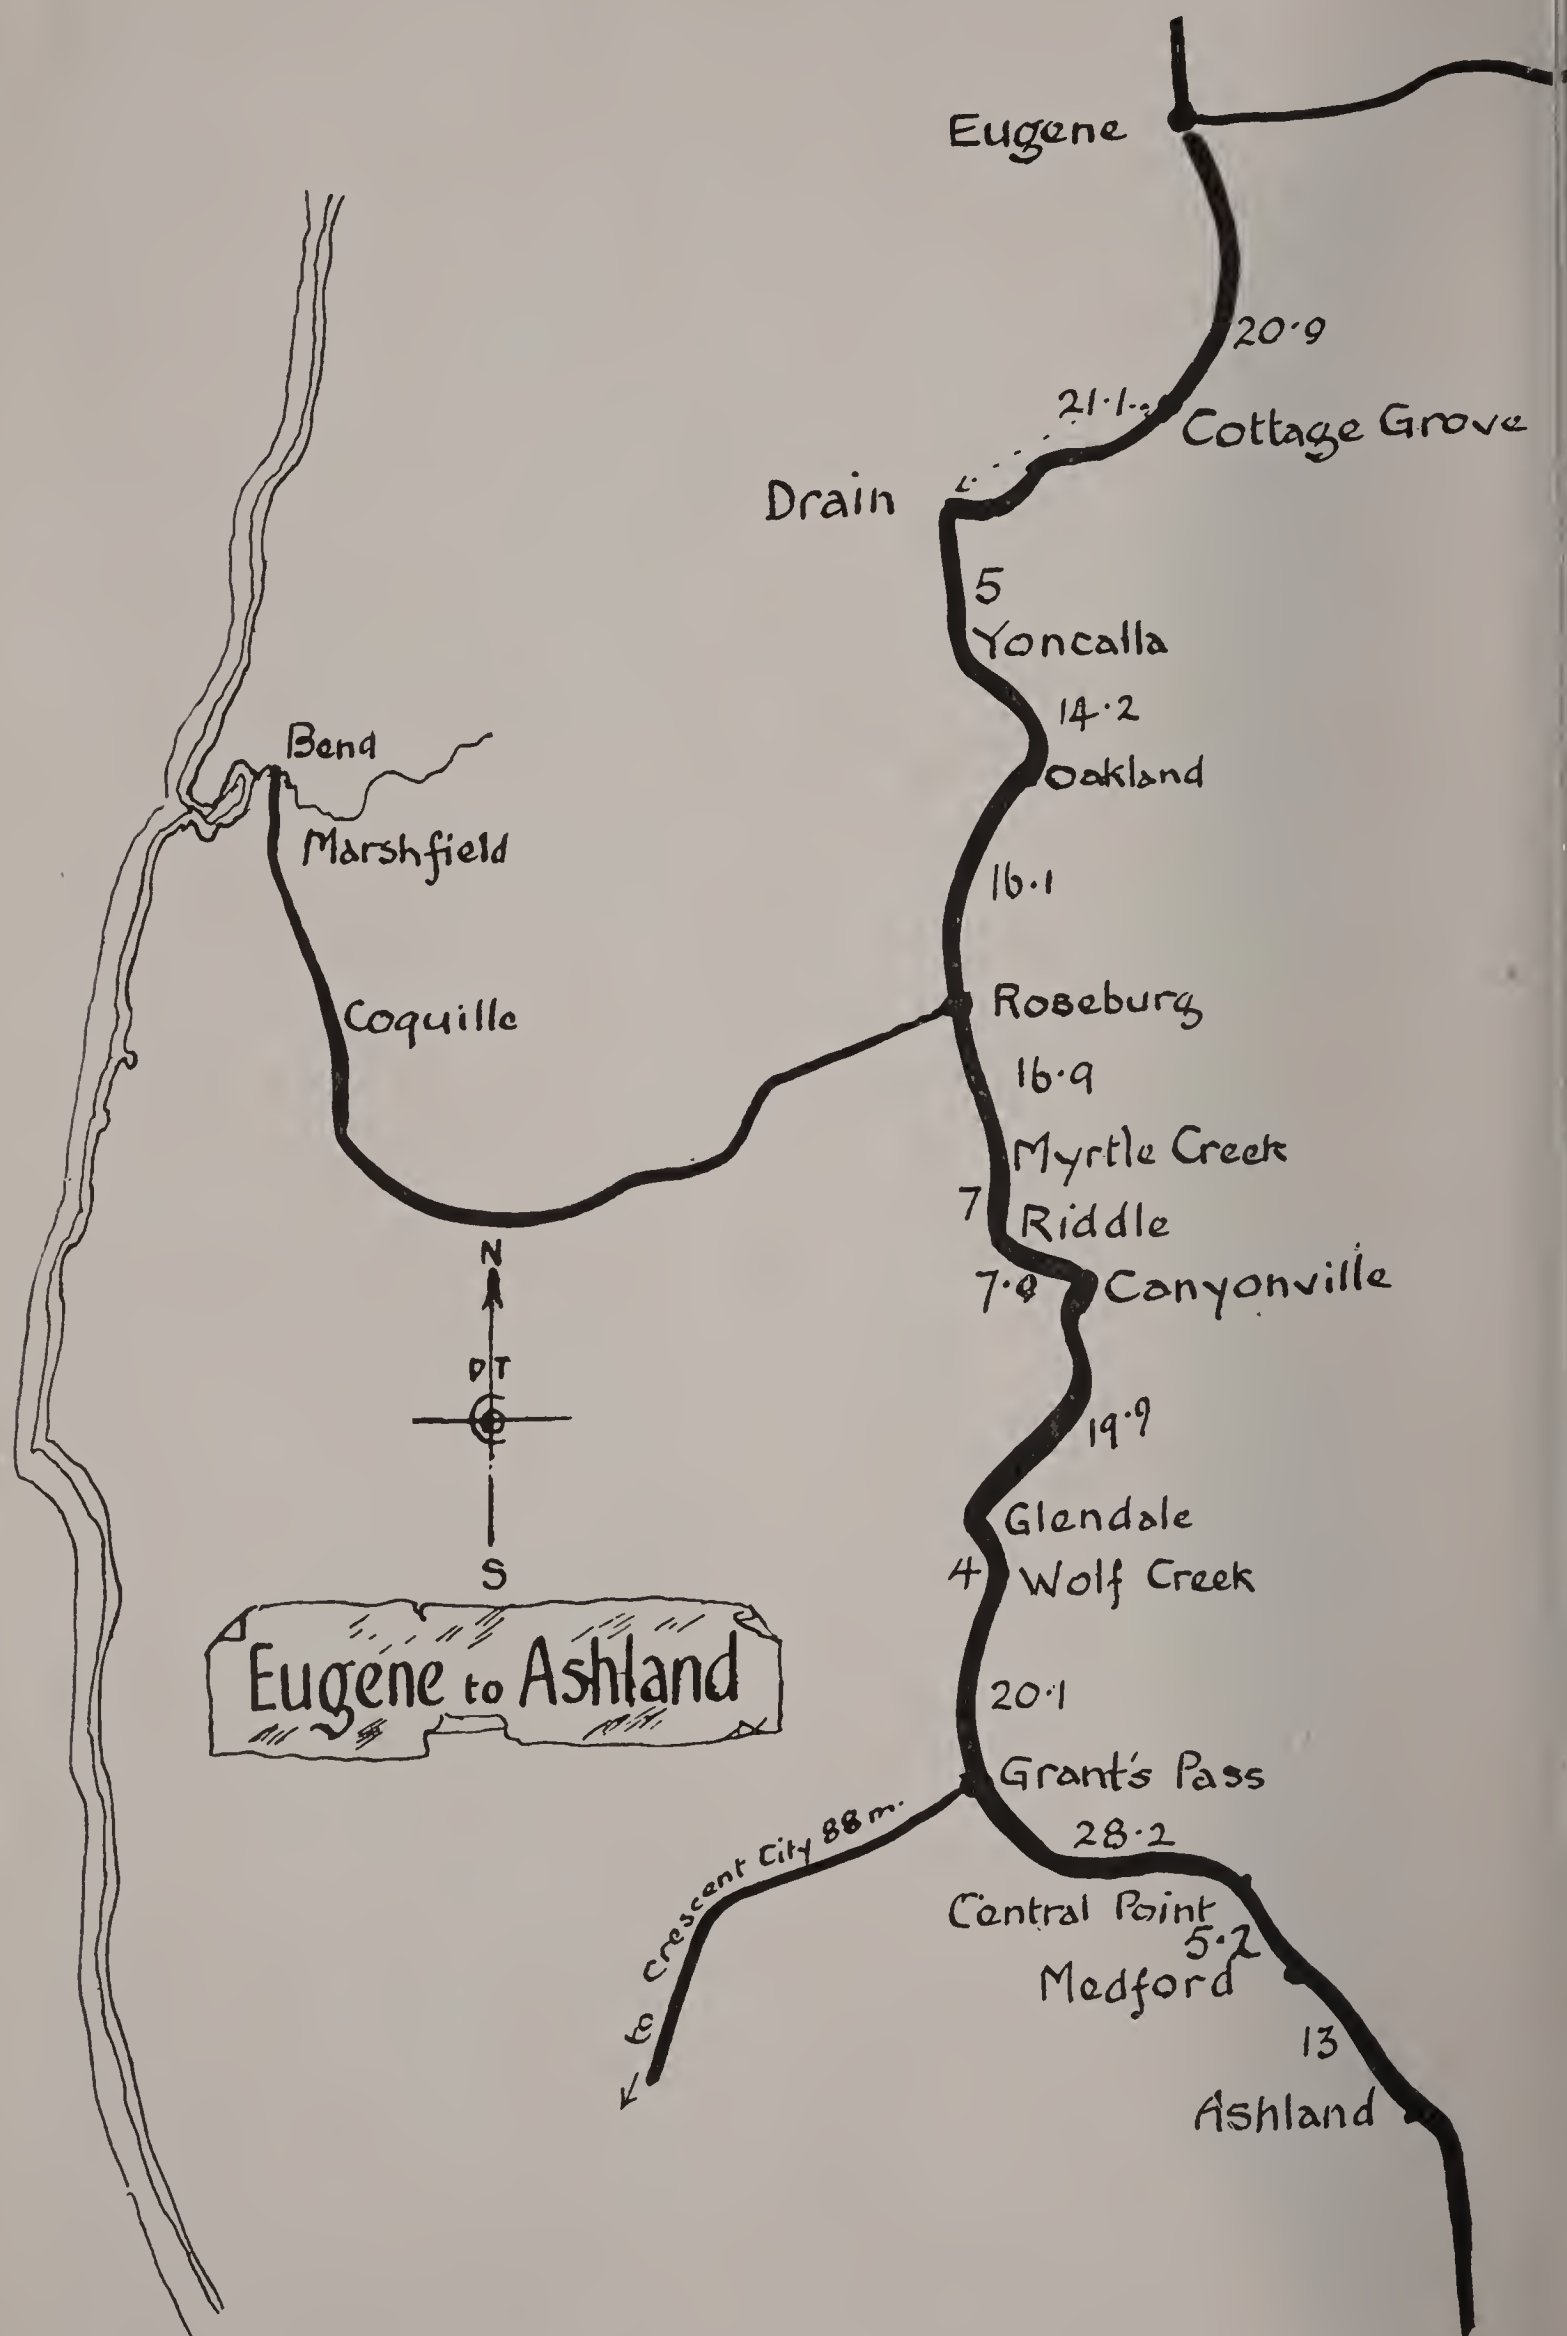 Eugene
20·9
21·1
Cottage Grove
Drain
5
Yoncalla
14·2
Oakland
Bend
Marshfield
16·1
Coquille
Roseburg
16·9
Myrtle Creek
7
Riddle
Canyonville
N
DT
S
19·9
Glendale
4
Wolf Creek
Eugene to Ashland
20·1
Grant's Pass
to Crescent City 88 m.
28·2
Central Point
5·2
Medford
13
Ashland